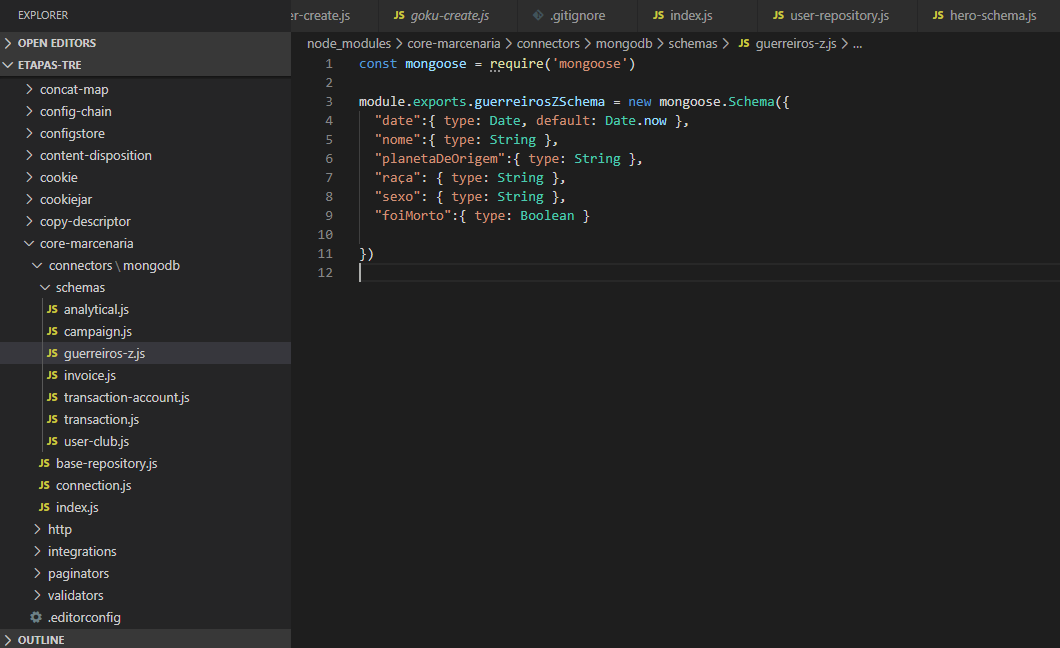 EXPLORER
OPEN EDITORS
ETAPAS-TRE
concat-map
config-chain
configstore
content-disposition
cookie
cookiejar
copy-descriptor
core-marcenaria
connectors \ mongodb
schemas
JS analytical.js
JS campaign.js
JS guerreiros-z.js
JS invoice.js
JS transaction-account.js
JS transaction.js
JS user-club.js
JS base-repository.js
JS connection.js
JS index.js
http
integrations
paginators
validators
.editorconfig
OUTLINE
er-create.js JS goku-create.js .gitignore JS index.js JS user-repository.js JS hero-schema.js
node_modules > core-marcenaria > connectors > mongodb > schemas > JS guerreiros-z.js > ...
1 const mongoose = require('mongoose')
2
3 module.exports.guerreirosZSchema = new mongoose.Schema({
4 "date":{ type: Date, default: Date.now },
5 "nome":{ type: String },
6 "planetaDeOrigem":{ type: String },
7 "raça": { type: String },
8 "sexo": { type: String },
9 "foiMorto":{ type: Boolean }
10
11 })
12